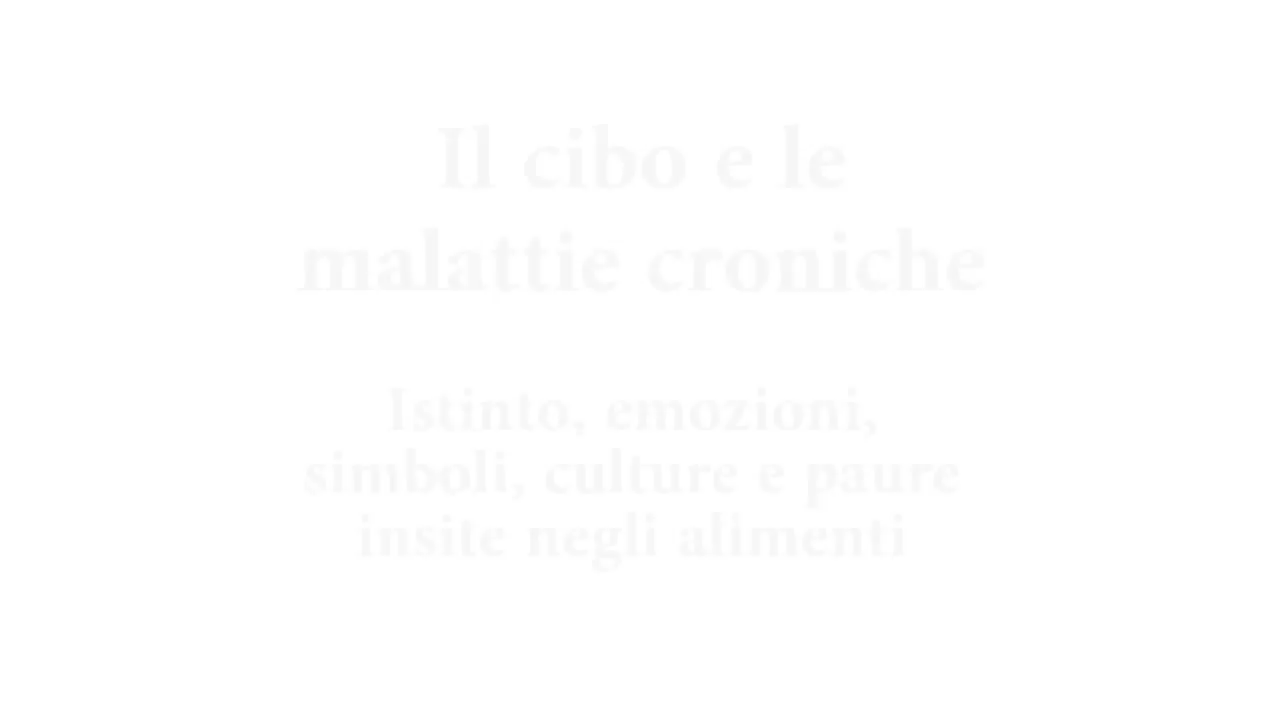 Il cibo e le
malattie croniche
Istinto, emozioni,
simboli, culture e paure
insite negli alimenti